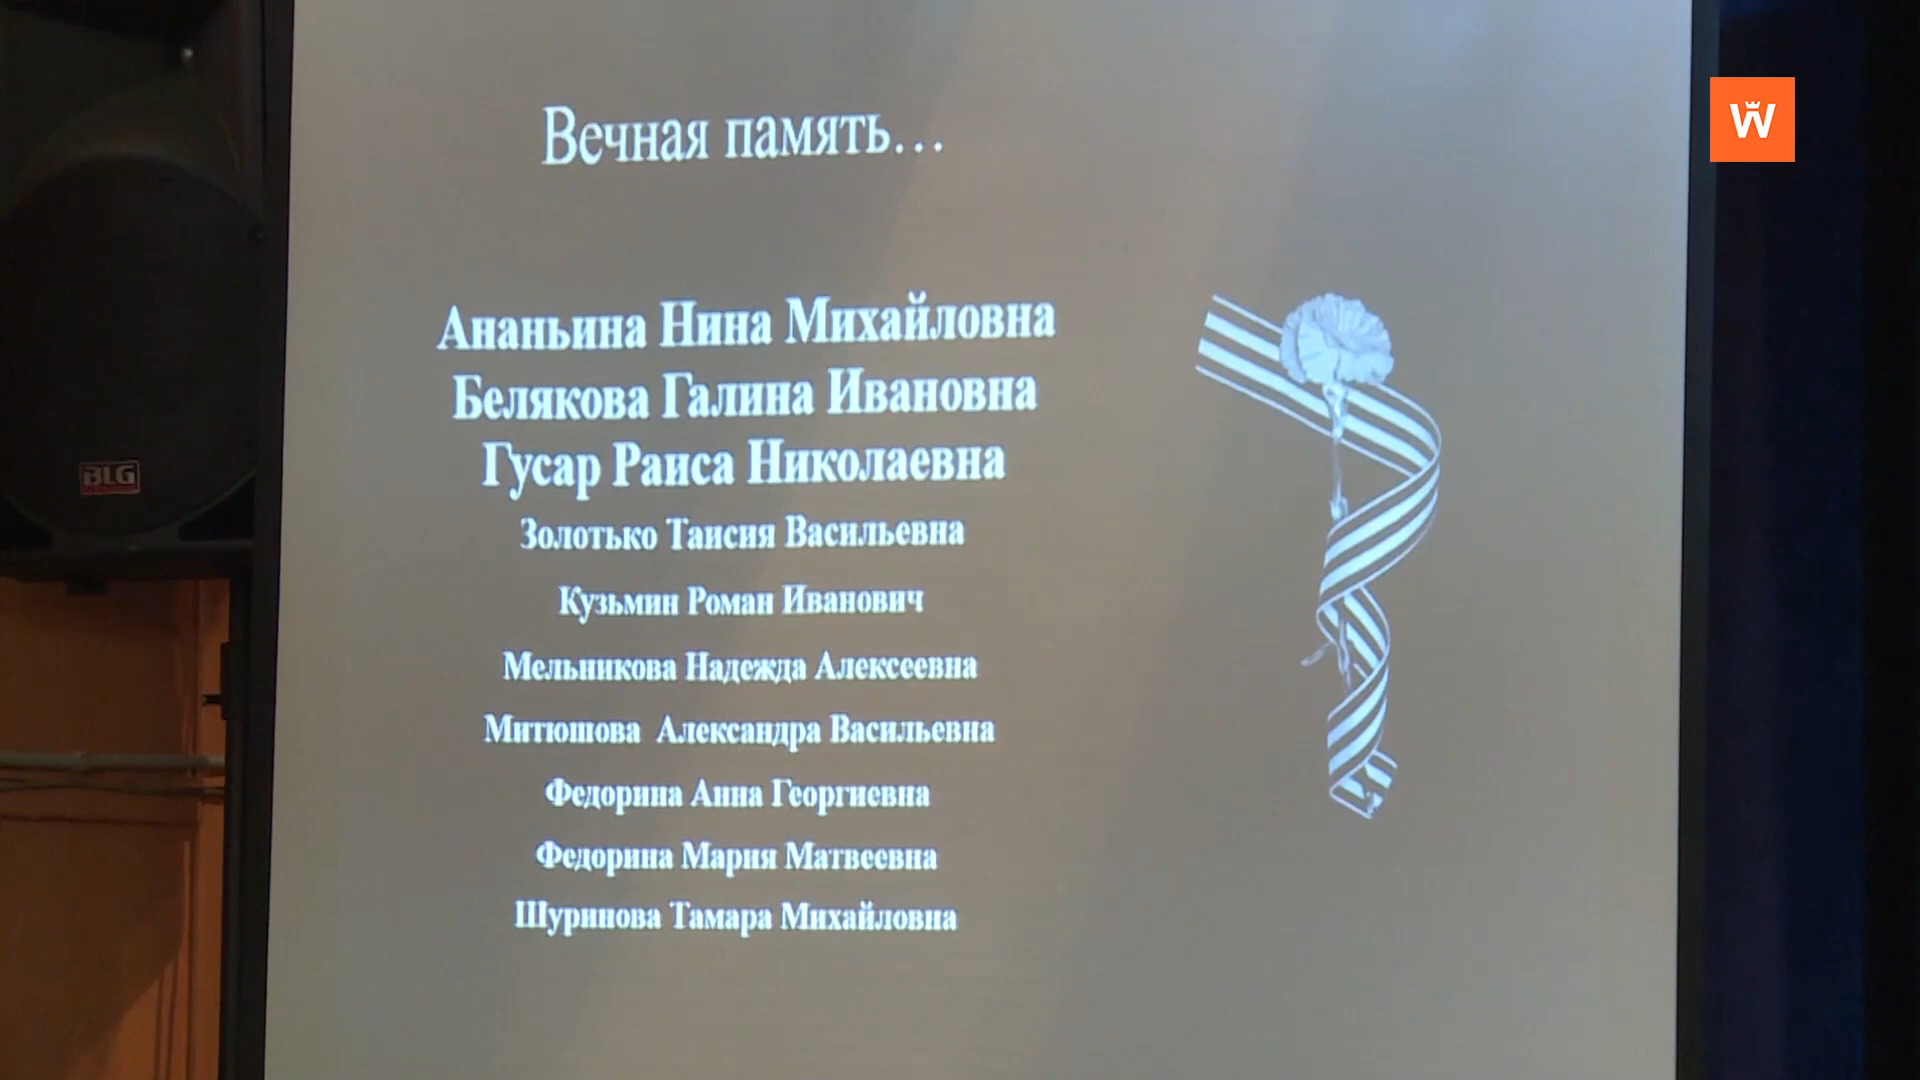 Вечная память...
W
Ананьина Нина Михайловна
Белякова Галина Ивановна
Гусар Раиса Николаевна
BLG
Золотько Таисия Васильевна
Кузьмин Роман Иванович
Мельникова Надежда Алексеевна
Митюшова Александра Васильевна
Федорина Анна Георгиевна
Федорина Мария Матвеевна
Шуринова Тамара Михайловна